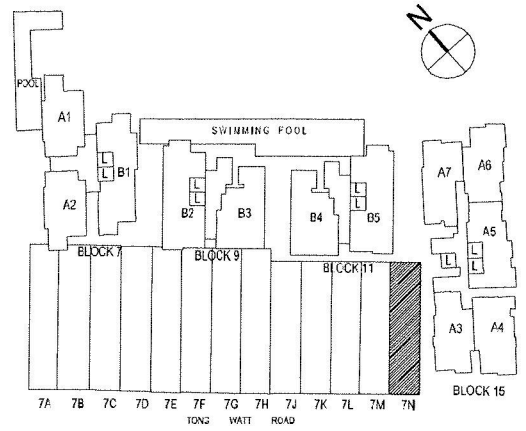 N
POOL
A1
SWIMMING POOL
A7
A6
L
L
B1
A2
L
L
B2
B3
B4
L
L
B5
A5
L
L
L
BLOCK 7
BLOCK 9
BLOCK 11
A3
A4
BLOCK 15
7A 7B 7C 7D 7E 7F 7G 7H 7J 7K 7L 7M 7N
TONG WATT ROAD